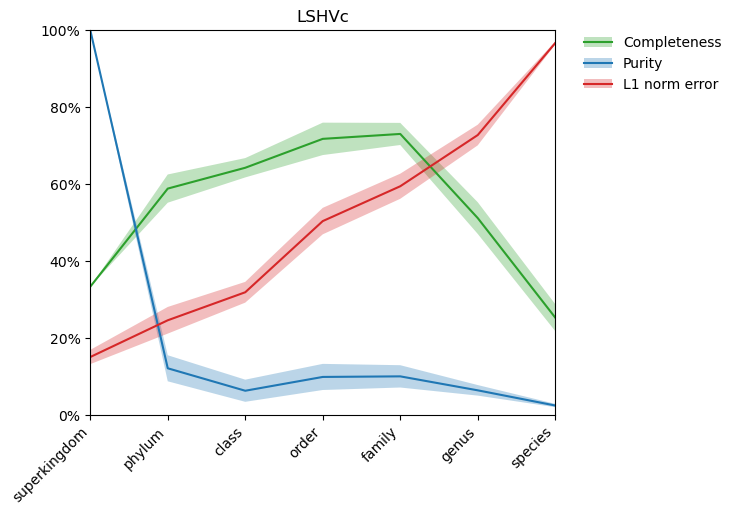 LSHVc
100%
80%
60%
40%
20%
0%
superkingdom
phylum
class
order
family
genus
species
Completeness
Purity
L1 norm error